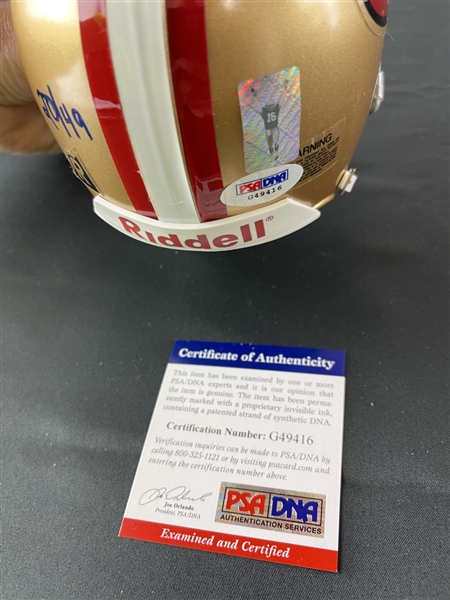 20/49
16
WARNING
PSA/DNA
G49416
Riddell
Certificate of Authenticity
This item has been examined by one or more
PSA/DNA experts and it is our opinion that
the item is genuine. The item has been perma-
nently marked with a proprietary invisible ink,
containing a patented strand of synthetic DNA.
Certification Number: G49416
Verification inquiries can be made to PSA/DNA by
calling 800-325-1121 or by visiting psacard.com and
entering the certification number above.
Joe Orlando
President, PSA/DNA
PSA/DNA
AUTHENTICATION SERVICES
Examined and Certified